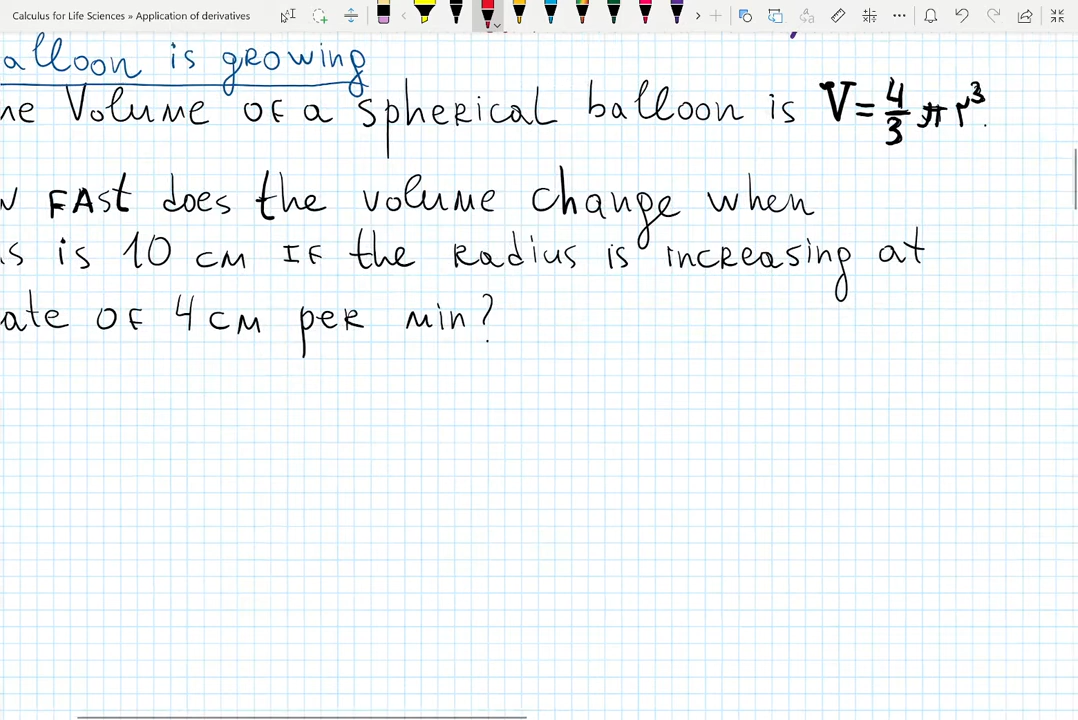 Calculus for Life Sciences » Application of derivatives
alloon is growing
he Volume of a spherical balloon is V=4/3 πr³.
w FAst does the volume change when
s is 10 cm If the Radius is increasing at
ate of 4 cm per min?